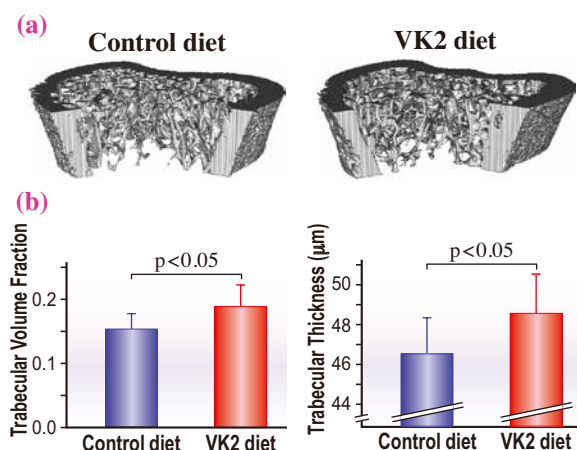 (a)
Control diet
VK2 diet
(b)
Trabecular Volume Fraction
0.2
0.1
0.0
p<0.05
Control diet
VK2 diet
Trabecular Thickness (μm)
50
48
46
44
p<0.05
Control diet
VK2 diet